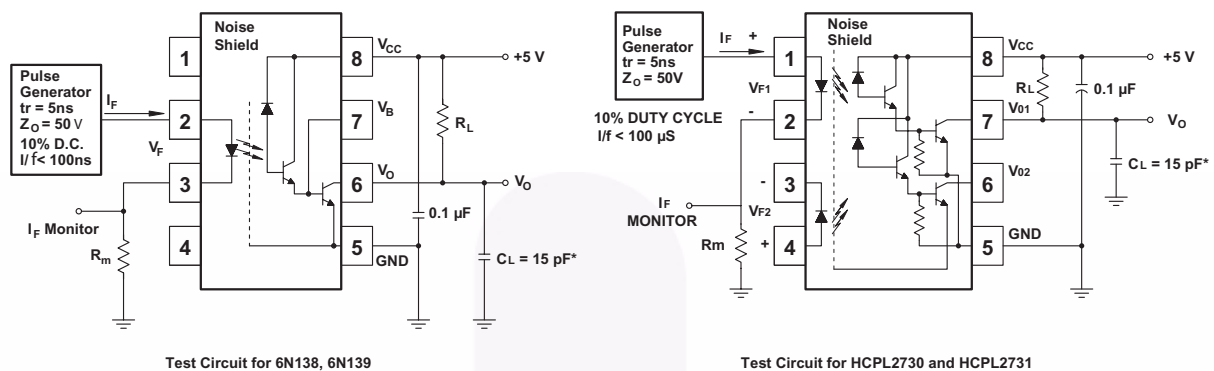 Pulse
Generator
tr = 5ns
Z_O = 50 V
10% D.C.
I/f < 100ns
I_F
Noise
Shield
1
2
3
4
8
7
6
5
V_F
V_CC
V_B
V_O
GND
+5 V
R_L
V_O
0.1 µF
C_L = 15 pF*
I_F Monitor
R_m
Test Circuit for 6N138, 6N139
Pulse
Generator
tr = 5ns
Z_O = 50V
I_F +
10% DUTY CYCLE
I/f < 100 µS
Noise
Shield
1
2
3
4
8
7
6
5
V_F1
-
-
V_F2
+
V_CC
V_01
V_02
GND
+5 V
R_L
0.1 µF
V_O
C_L = 15 pF*
I_F
MONITOR
Rm
Test Circuit for HCPL2730 and HCPL2731